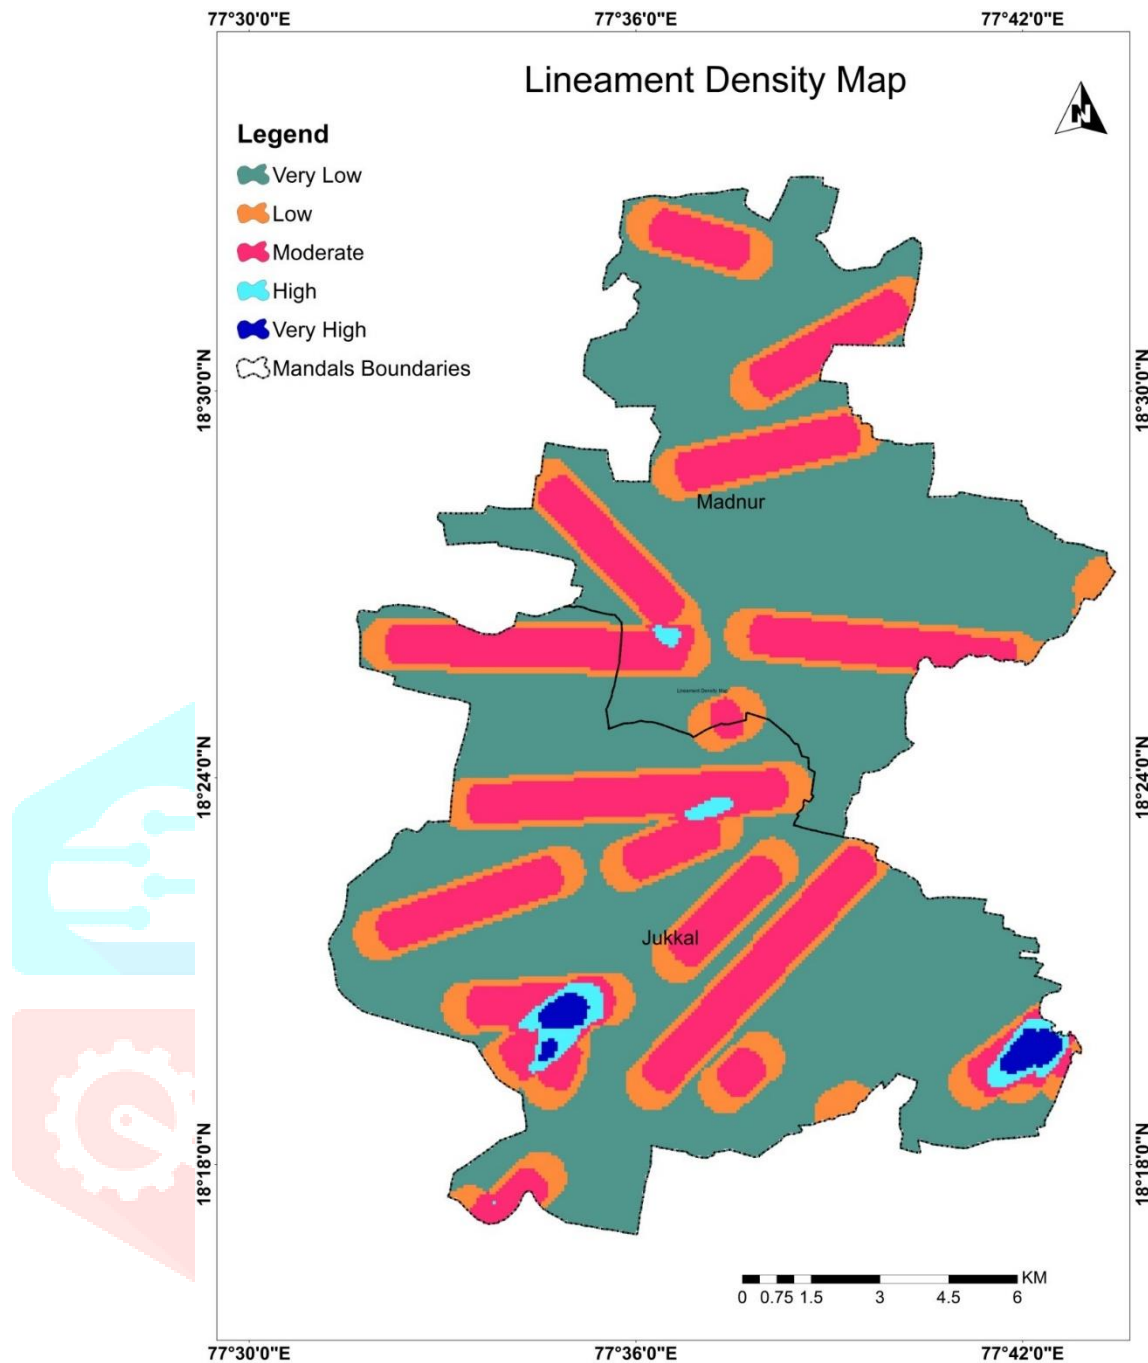 77°30'0"E
77°36'0"E
77°42'0"E
Lineament Density Map
N
Legend
Very Low
Low
Moderate
High
Very High
Mandals Boundaries
18°30'0"N
18°30'0"N
Madnur
Lineament Density Map
18°24'0"N
18°24'0"N
Jukkal
18°18'0"N
18°18'0"N
KM
0 0.75 1.5 3 4.5 6
77°30'0"E
77°36'0"E
77°42'0"E